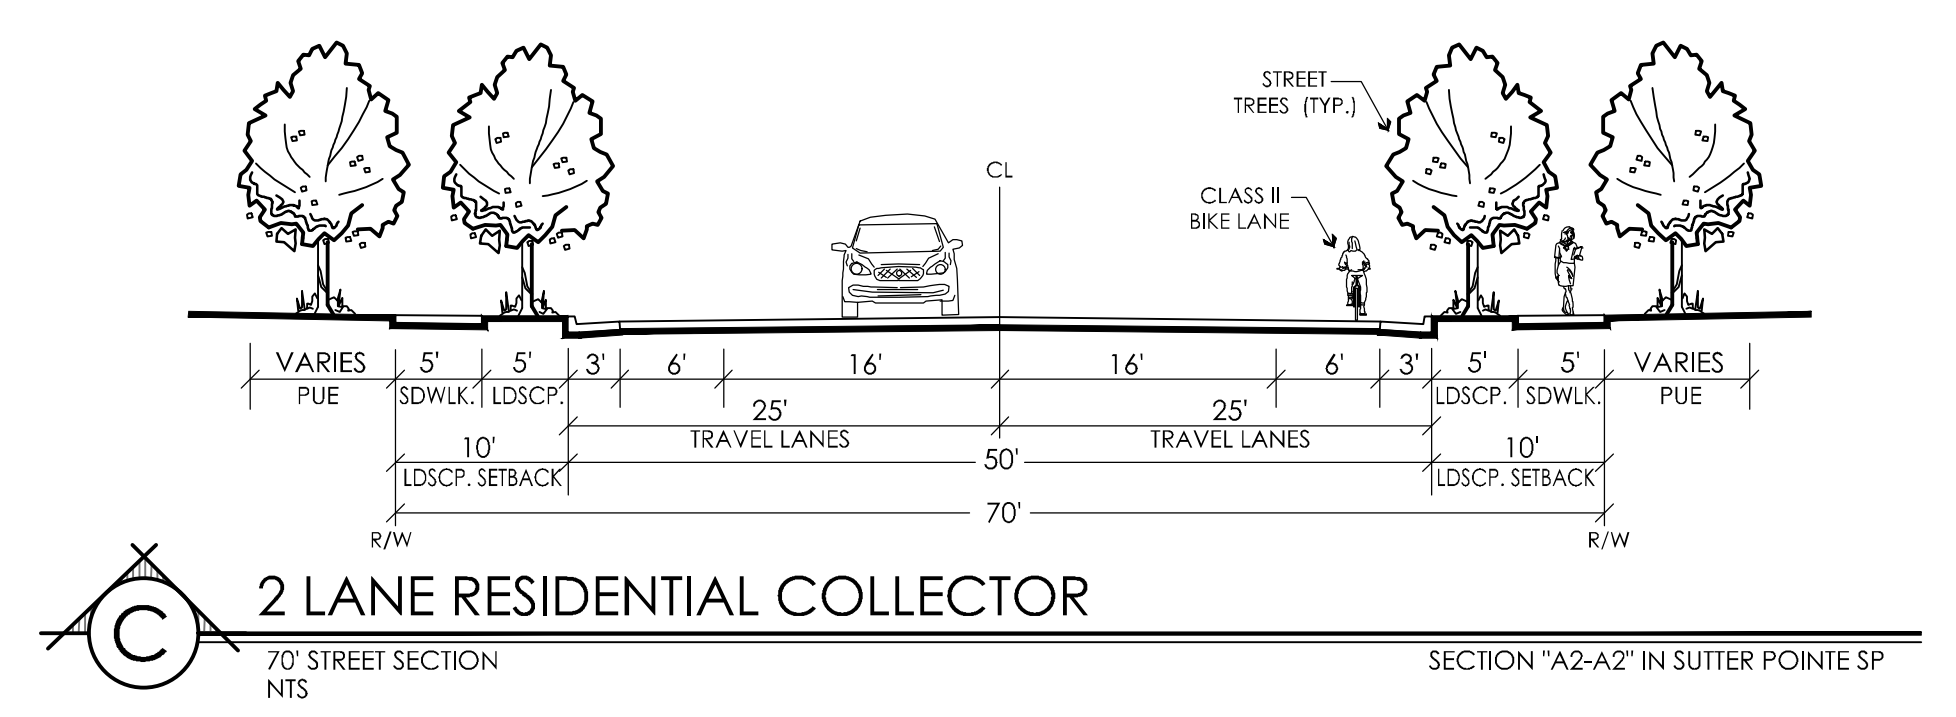 STREET
TREES (TYP.)
CL
CLASS II
BIKE LANE
VARIES 5' 5' 3' 6' 16' 16' 6' 3' 5' 5' VARIES
PUE SDWLK. LDSCP. LDSCP. SDWLK. PUE
25' 25'
TRAVEL LANES TRAVEL LANES
10' 50' 10'
LDSCP. SETBACK LDSCP. SETBACK
70'
R/W R/W
C
2 LANE RESIDENTIAL COLLECTOR
70' STREET SECTION SECTION "A2-A2" IN SUTTER POINTE SP
NTS